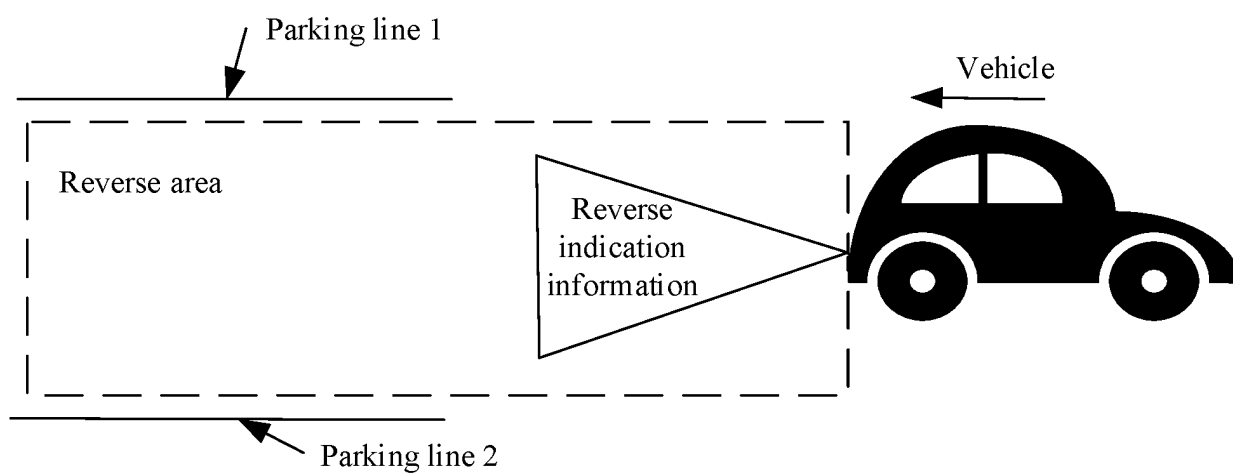 Parking line 1
Vehicle
Reverse area
Reverse
indication
information
Parking line 2